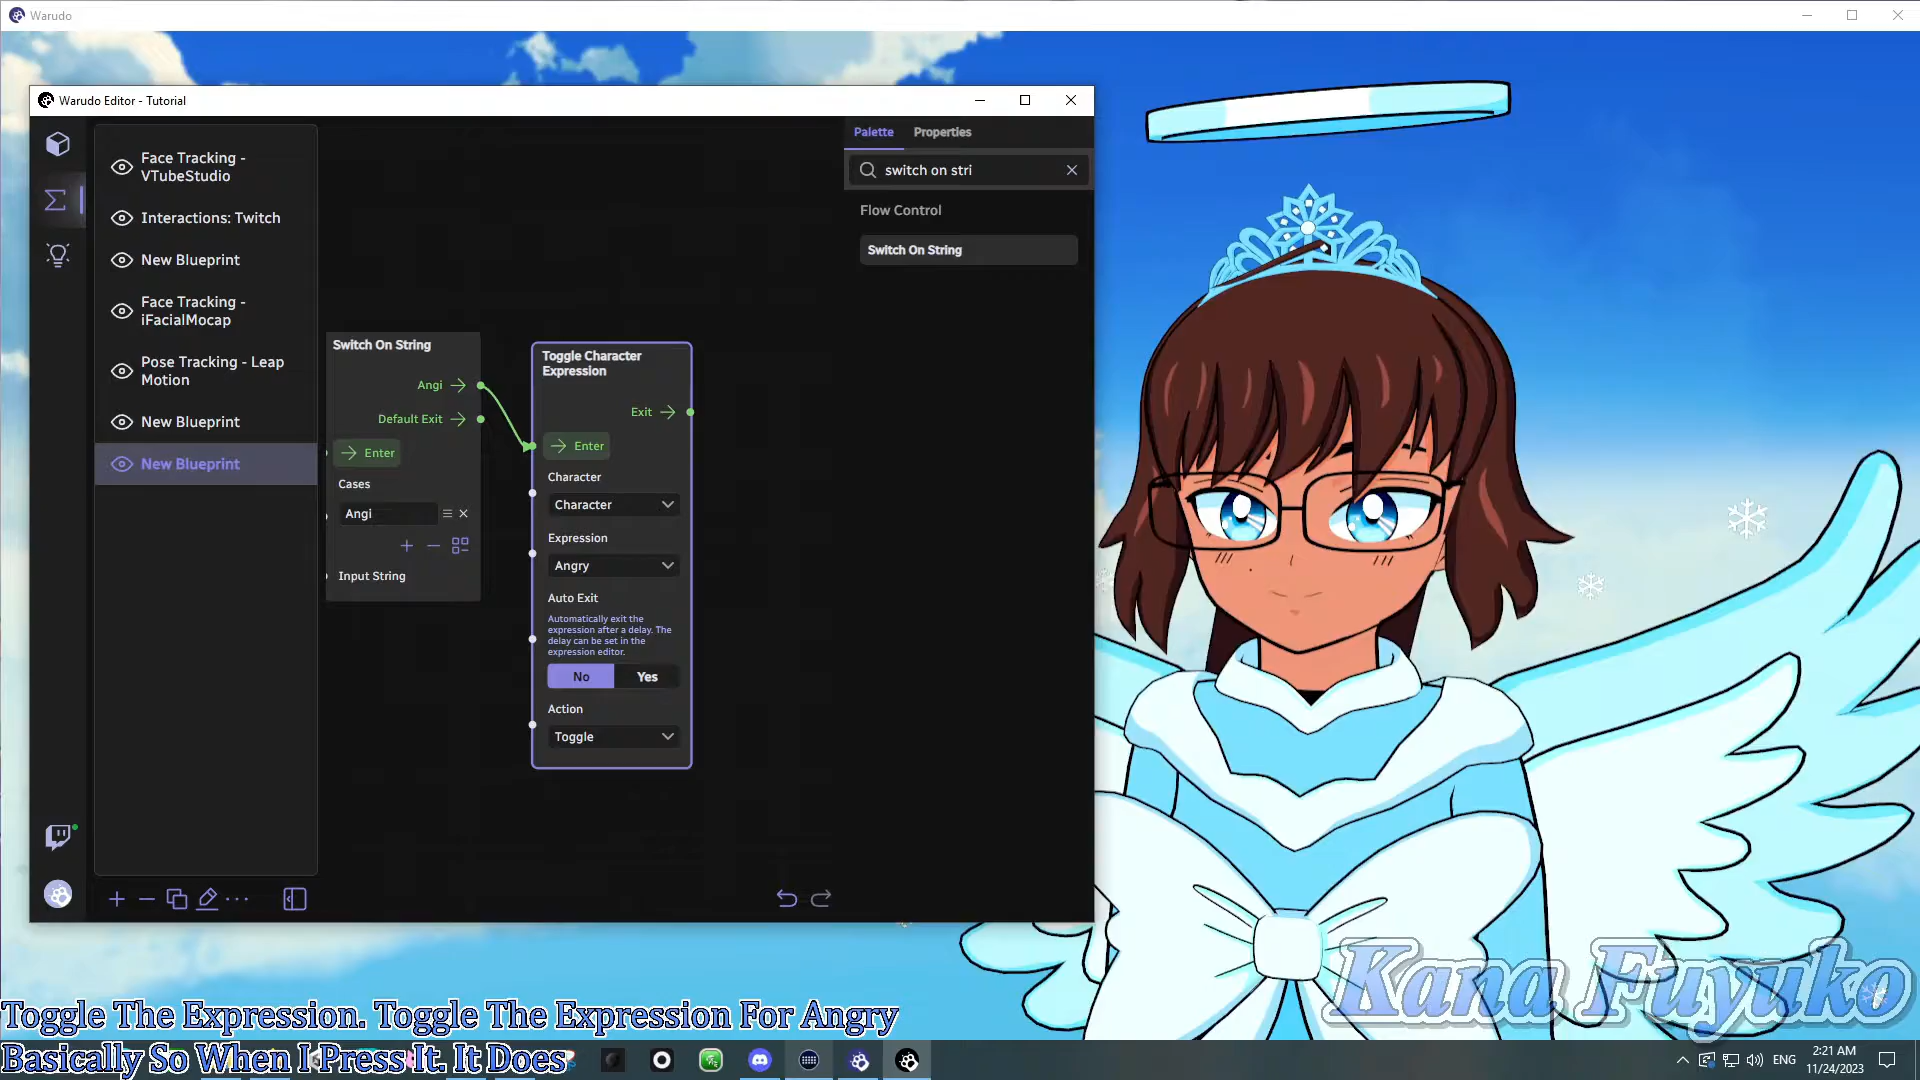 Warudo
Warudo Editor - Tutorial
Face Tracking -
VTubeStudio
Interactions: Twitch
New Blueprint
Face Tracking -
iFacialMocap
Pose Tracking - Leap
Motion
New Blueprint
New Blueprint
Switch On String
Angi
Default Exit
Enter
Cases
Angi
Input String
Toggle Character
Expression
Exit
Enter
Character
Character
Expression
Angry
Auto Exit
Automatically exit the
expression after a delay. The
delay can be set in the
expression editor.
No Yes
Action
Toggle
Palette Properties
switch on stri
Flow Control
Switch On String
Kana Fuyuko
Toggle The Expression. Toggle The Expression For Angry
Basically So When I Press It. It Does
ENG
2:21 AM
11/24/2023